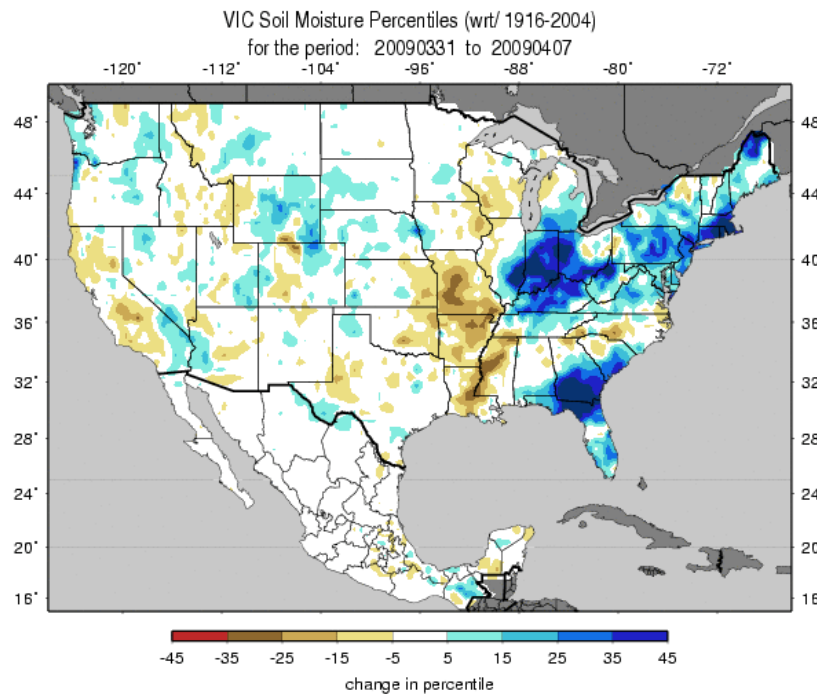 VIC Soil Moisture Percentiles (wrt/ 1916-2004)
for the period: 20090331 to 20090407
-120° -112° -104° -96° -88° -80° -72°
48° 48°
44° 44°
40° 40°
36° 36°
32° 32°
28° 28°
24° 24°
20° 20°
16° 16°
-45 -35 -25 -15 -5 5 15 25 35 45
change in percentile